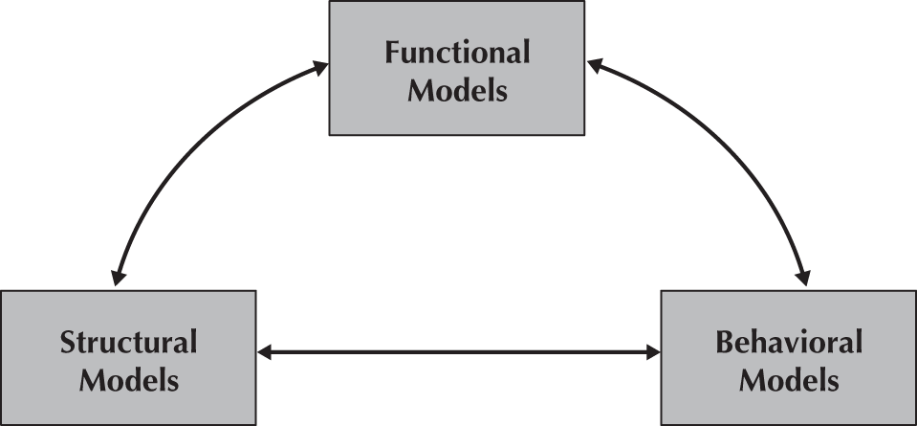 Functional
Models
Structural
Models
Behavioral
Models